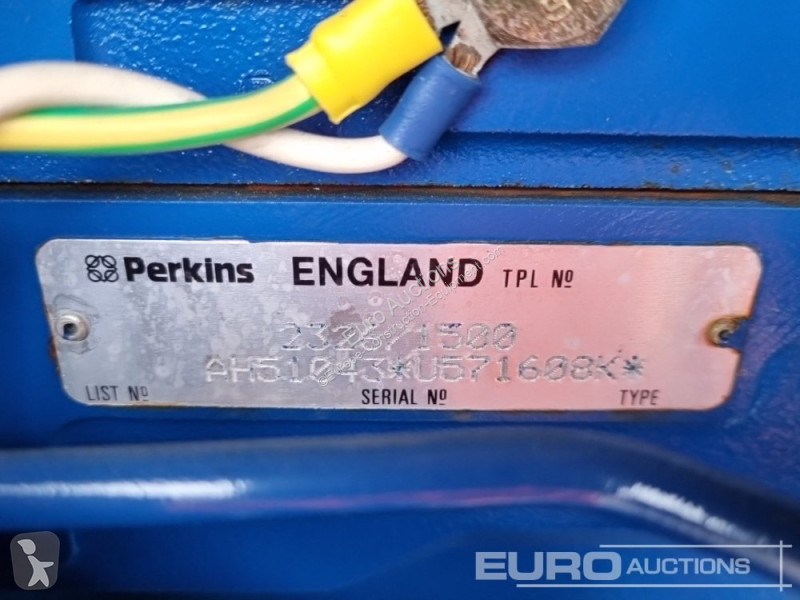 Perkins ENGLAND TPL Nº
2326/1500
AH51043*U571608K*
LIST Nº SERIAL Nº TYPE
EURO AUCTIONS